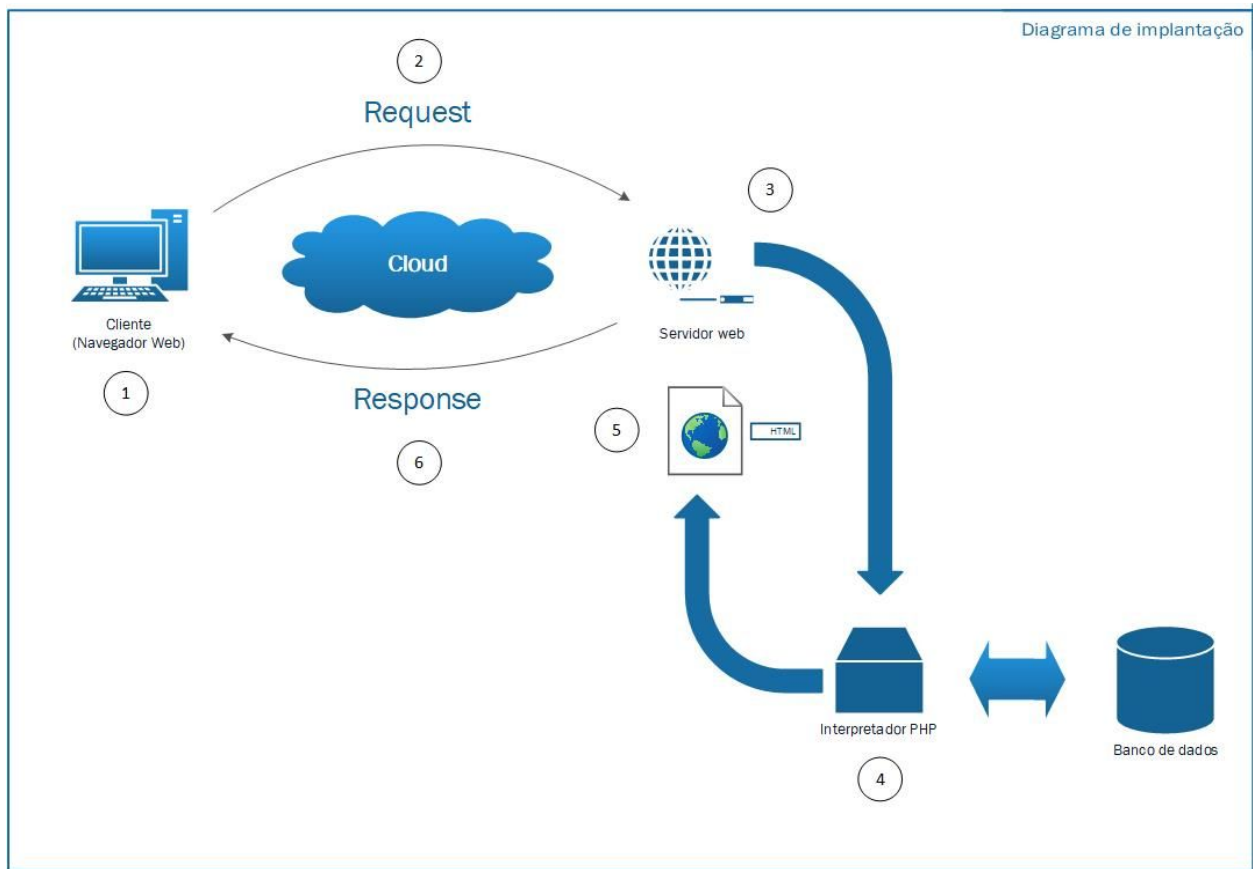 Diagrama de implantação
2
Request
3
Cloud
Cliente
(Navegador Web)
Servidor web
1
Response
5
HTML
6
Interpretador PHP
Banco de dados
4